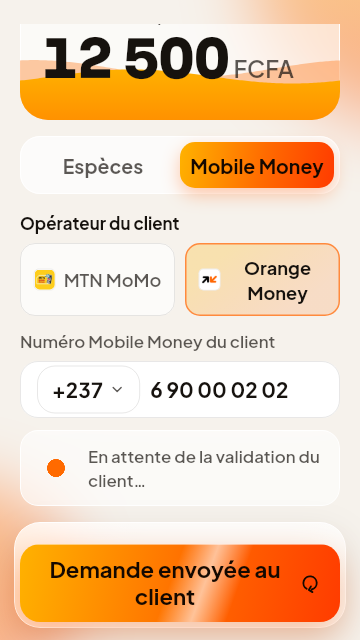 12 500 FCFA
Espèces
Mobile Money
Opérateur du client
MTN MoMo
Orange
Money
Numéro Mobile Money du client
+237
6 90 00 02 02
En attente de la validation du
client…
Demande envoyée au
client